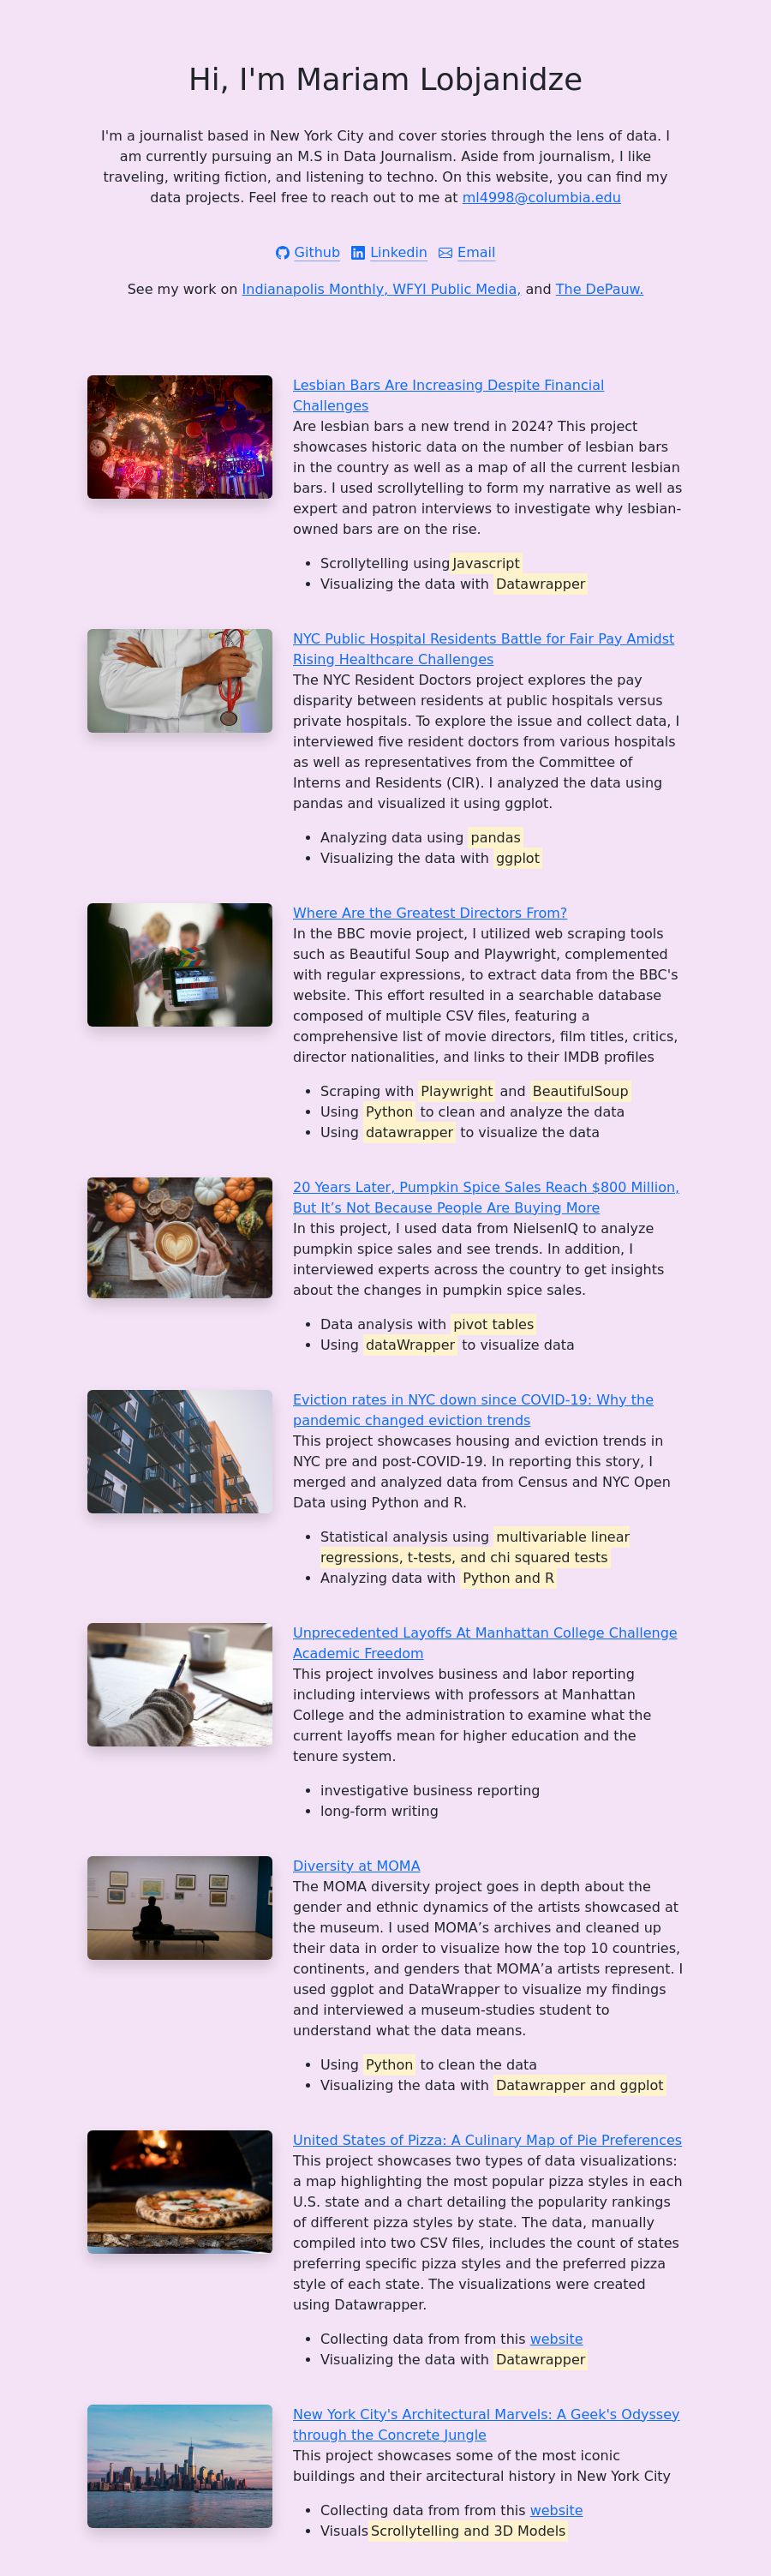 Hi, I'm Mariam Lobjanidze
I'm a journalist based in New York City and cover stories through the lens of data. I
am currently pursuing an M.S in Data Journalism. Aside from journalism, I like
traveling, writing fiction, and listening to techno. On this website, you can find my
data projects. Feel free to reach out to me at ml4998@columbia.edu
Github Linkedin Email
See my work on Indianapolis Monthly, WFYI Public Media, and The DePauw.
Lesbian Bars Are Increasing Despite Financial
Challenges
Are lesbian bars a new trend in 2024? This project
showcases historic data on the number of lesbian bars
in the country as well as a map of all the current lesbian
bars. I used scrollytelling to form my narrative as well as
expert and patron interviews to investigate why lesbian-
owned bars are on the rise.
• Scrollytelling using Javascript
• Visualizing the data with Datawrapper
NYC Public Hospital Residents Battle for Fair Pay Amidst
Rising Healthcare Challenges
The NYC Resident Doctors project explores the pay
disparity between residents at public hospitals versus
private hospitals. To explore the issue and collect data, I
interviewed five resident doctors from various hospitals
as well as representatives from the Committee of
Interns and Residents (CIR). I analyzed the data using
pandas and visualized it using ggplot.
• Analyzing data using pandas
• Visualizing the data with ggplot
Where Are the Greatest Directors From?
In the BBC movie project, I utilized web scraping tools
such as Beautiful Soup and Playwright, complemented
with regular expressions, to extract data from the BBC's
website. This effort resulted in a searchable database
composed of multiple CSV files, featuring a
comprehensive list of movie directors, film titles, critics,
director nationalities, and links to their IMDB profiles
• Scraping with Playwright and BeautifulSoup
• Using Python to clean and analyze the data
• Using datawrapper to visualize the data
20 Years Later, Pumpkin Spice Sales Reach $800 Million,
But It’s Not Because People Are Buying More
In this project, I used data from NielsenIQ to analyze
pumpkin spice sales and see trends. In addition, I
interviewed experts across the country to get insights
about the changes in pumpkin spice sales.
• Data analysis with pivot tables
• Using dataWrapper to visualize data
Eviction rates in NYC down since COVID-19: Why the
pandemic changed eviction trends
This project showcases housing and eviction trends in
NYC pre and post-COVID-19. In reporting this story, I
merged and analyzed data from Census and NYC Open
Data using Python and R.
• Statistical analysis using multivariable linear
regressions, t-tests, and chi squared tests
• Analyzing data with Python and R
Unprecedented Layoffs At Manhattan College Challenge
Academic Freedom
This project involves business and labor reporting
including interviews with professors at Manhattan
College and the administration to examine what the
current layoffs mean for higher education and the
tenure system.
• investigative business reporting
• long-form writing
Diversity at MOMA
The MOMA diversity project goes in depth about the
gender and ethnic dynamics of the artists showcased at
the museum. I used MOMA’s archives and cleaned up
their data in order to visualize how the top 10 countries,
continents, and genders that MOMA’a artists represent. I
used ggplot and DataWrapper to visualize my findings
and interviewed a museum-studies student to
understand what the data means.
• Using Python to clean the data
• Visualizing the data with Datawrapper and ggplot
United States of Pizza: A Culinary Map of Pie Preferences
This project showcases two types of data visualizations:
a map highlighting the most popular pizza styles in each
U.S. state and a chart detailing the popularity rankings
of different pizza styles by state. The data, manually
compiled into two CSV files, includes the count of states
preferring specific pizza styles and the preferred pizza
style of each state. The visualizations were created
using Datawrapper.
• Collecting data from from this website
• Visualizing the data with Datawrapper
New York City's Architectural Marvels: A Geek's Odyssey
through the Concrete Jungle
This project showcases some of the most iconic
buildings and their arcitectural history in New York City
• Collecting data from from this website
• Visuals Scrollytelling and 3D Models